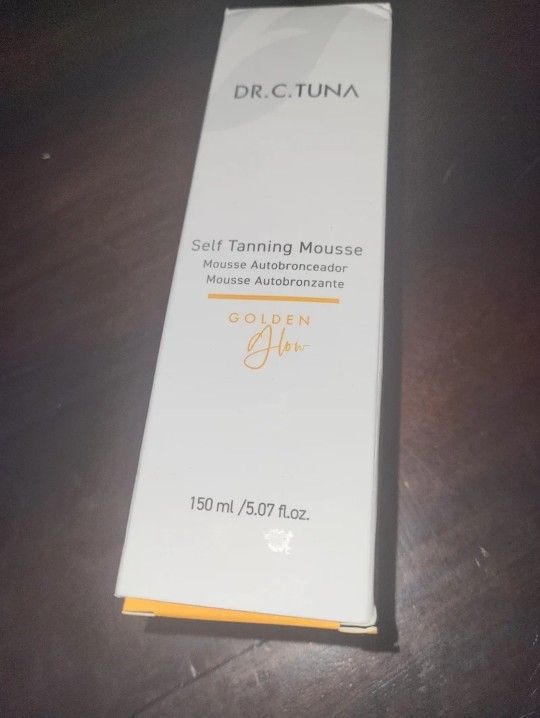 DR.C.TUNA
Self Tanning Mousse
Mousse Autobronceador
Mousse Autobronzante
GOLDEN
Glow
150 ml /5.07 fl.oz.